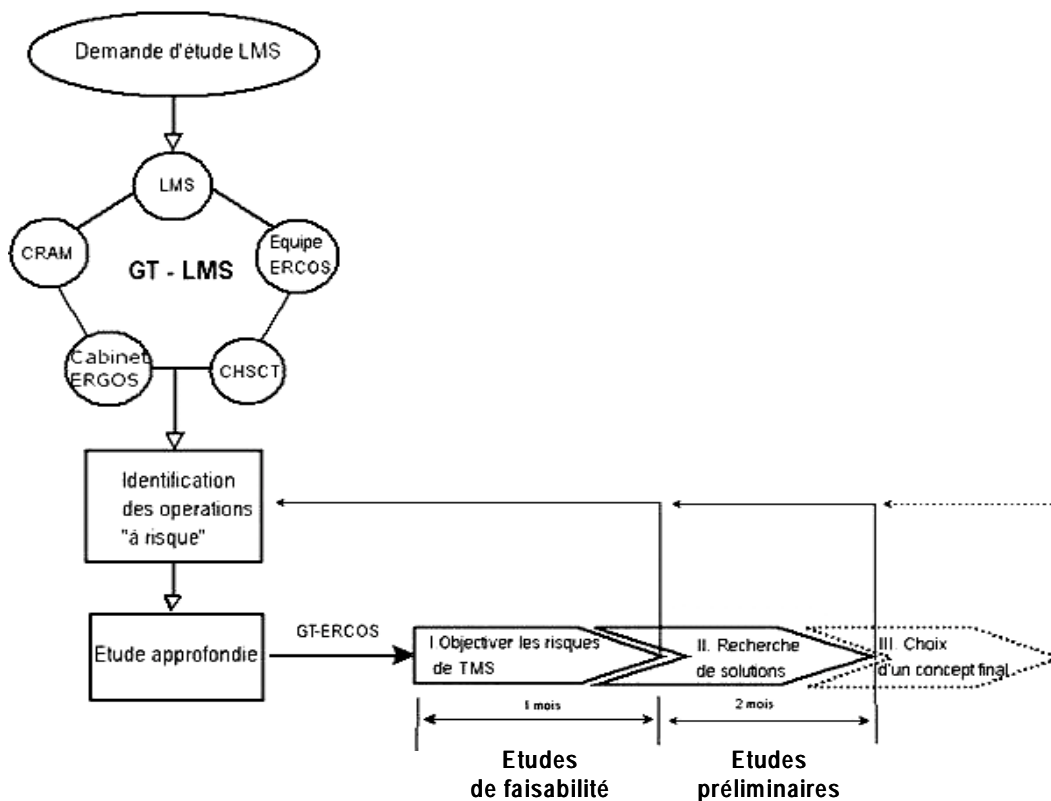 Demande d'étude LMS
LMS
CRAM
Equipe
ERCOS
GT - LMS
Cabinet
ERGOS
CHSCT
Identification
des operations
"à risque"
Etude approfondie
GT-ERCOS
I.Objectiver les risques
de TMS
II. Recherche
de solutions
III. Choix
d'un concept final
1 mois
2 mois
Etudes
de faisabilité
Etudes
préliminaires